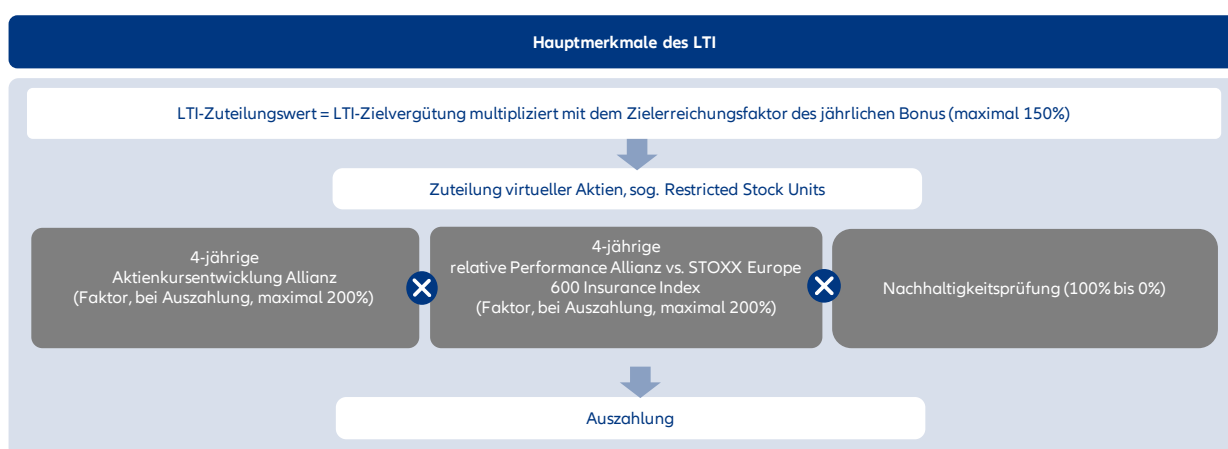 Hauptmerkmale des LTI
LTI-Zuteilungswert = LTI-Zielvergütung multipliziert mit dem Zielerreichungsfaktor des jährlichen Bonus (maximal 150%)
Zuteilung virtueller Aktien, sog. Restricted Stock Units
4-jährige
Aktienkursentwicklung Allianz
(Faktor, bei Auszahlung, maximal 200%)
4-jährige
relative Performance Allianz vs. STOXX Europe
600 Insurance Index
(Faktor, bei Auszahlung, maximal 200%)
Nachhaltigkeitsprüfung (100% bis 0%)
Auszahlung